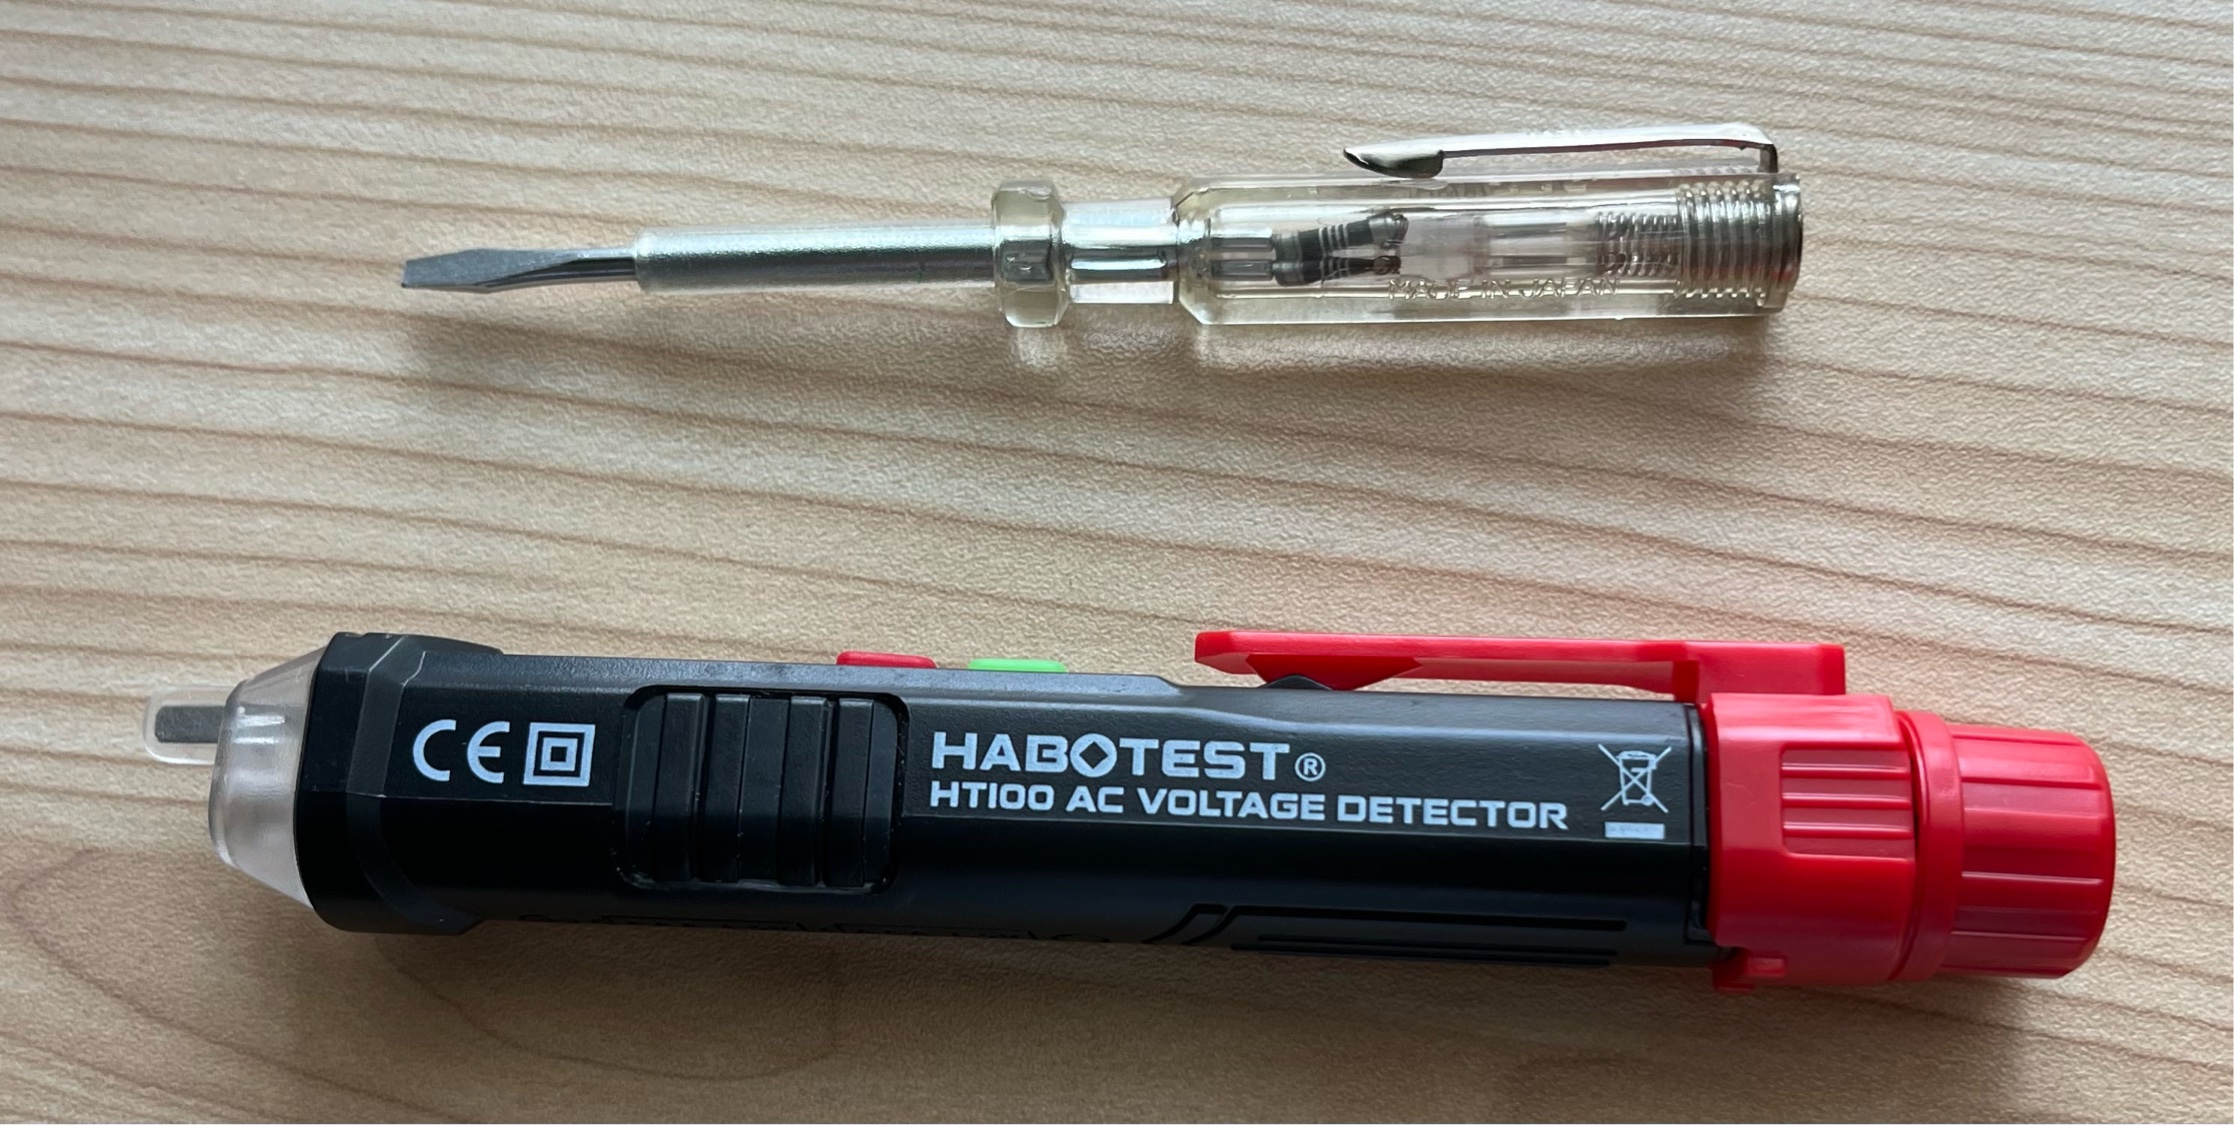 MADE IN JAPAN
CE
HABOTEST®
HT100 AC VOLTAGE DETECTOR